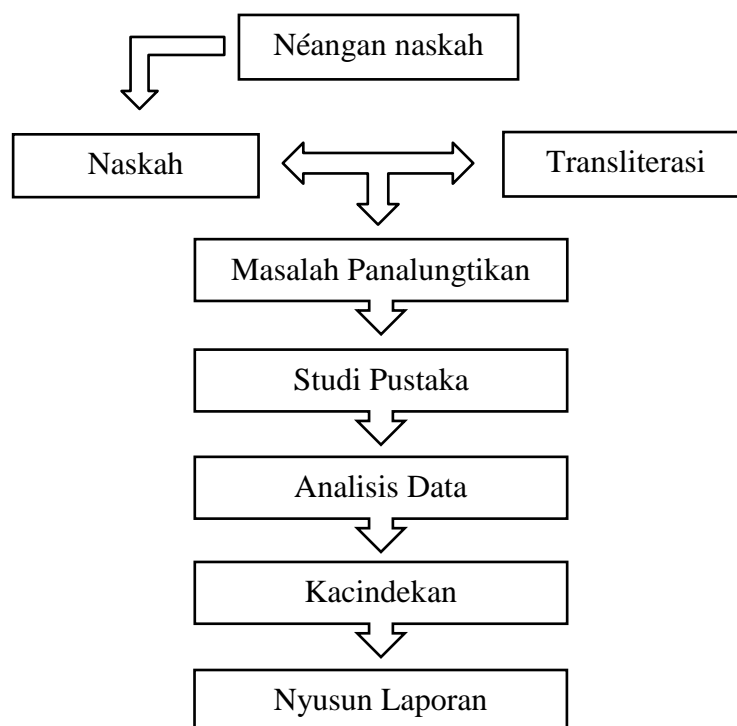 Néangan naskah
Naskah
Transliterasi
Masalah Panalungtikan
Studi Pustaka
Analisis Data
Kacindekan
Nyusun Laporan